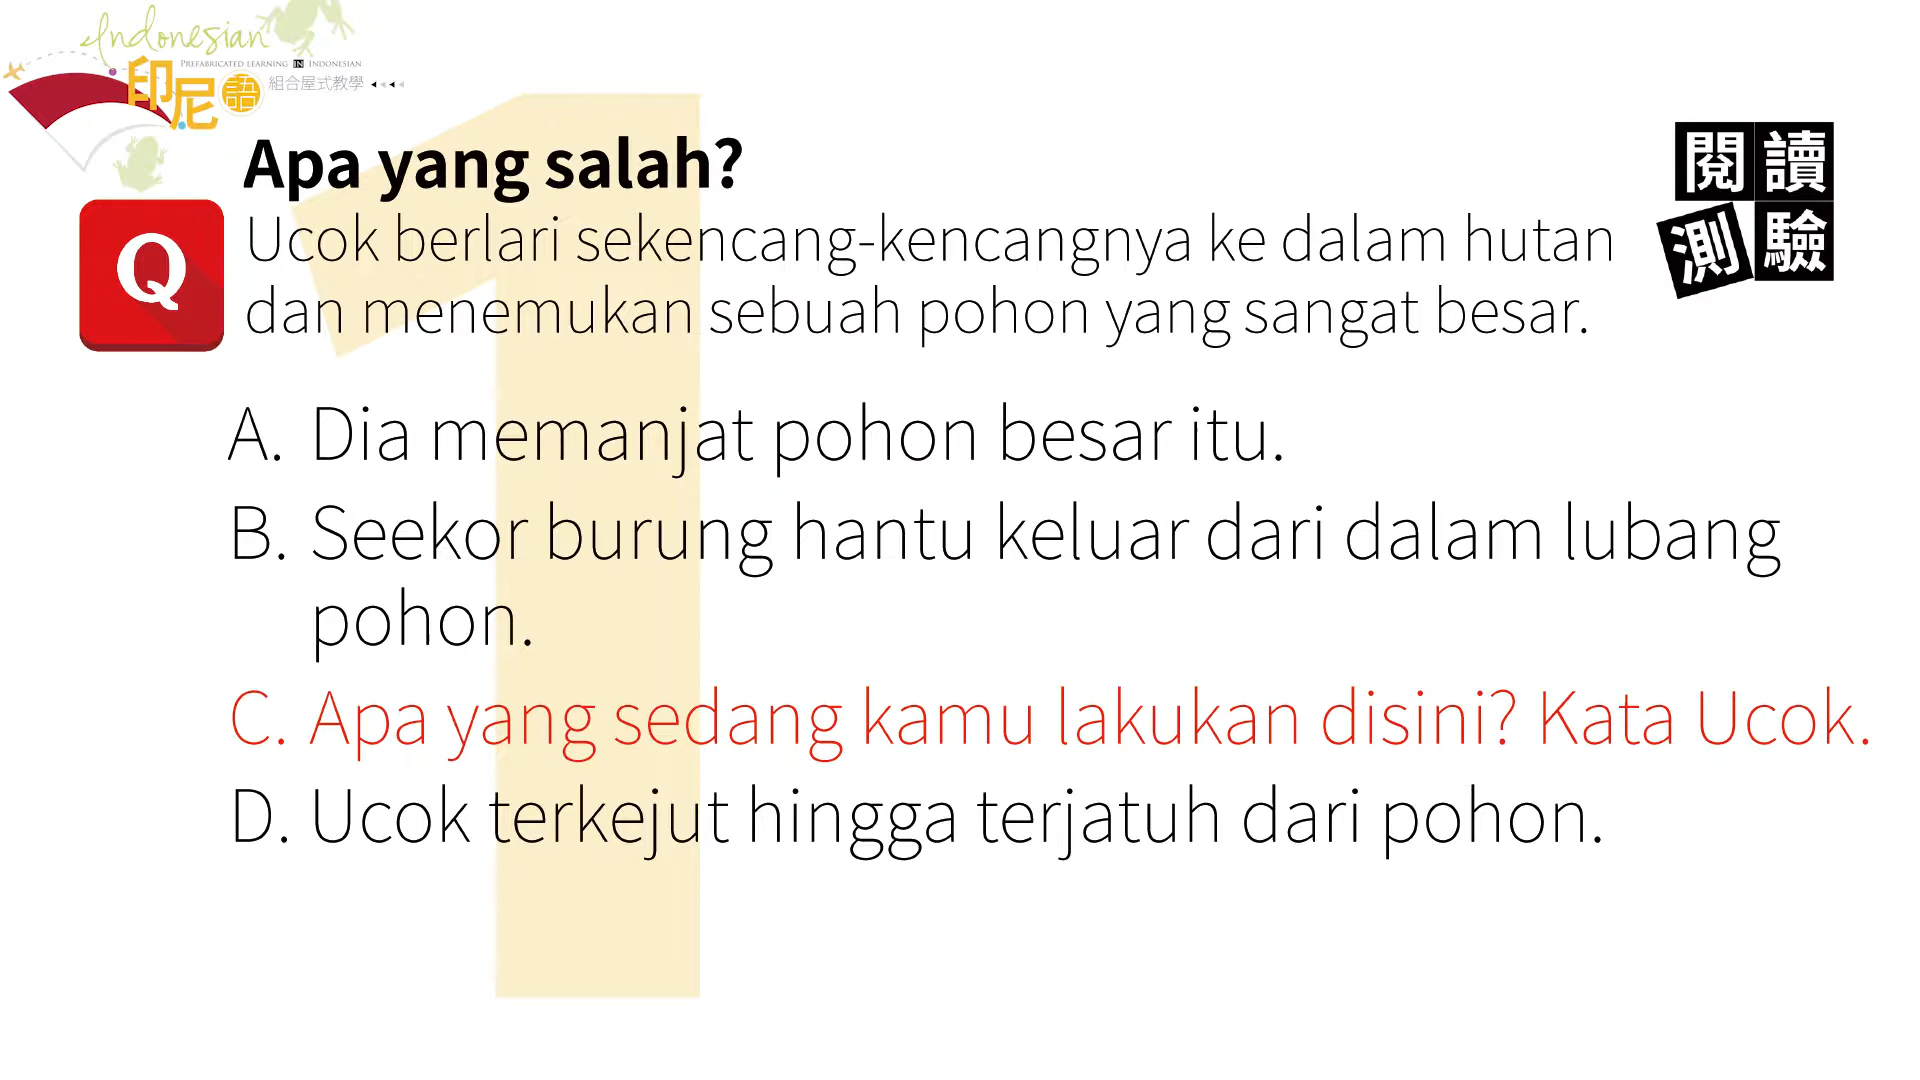 Indonesian
PREFABRICATED LEARNING IN INDONESIAN
印尼語
組合屋式教學
Apa yang salah?
閱讀
測驗
Q
Ucok berlari sekencang-kencangnya ke dalam hutan
dan menemukan sebuah pohon yang sangat besar.
1
A. Dia memanjat pohon besar itu.
B. Seekor burung hantu keluar dari dalam lubang
pohon.
C. Apa yang sedang kamu lakukan disini? Kata Ucok.
D. Ucok terkejut hingga terjatuh dari pohon.